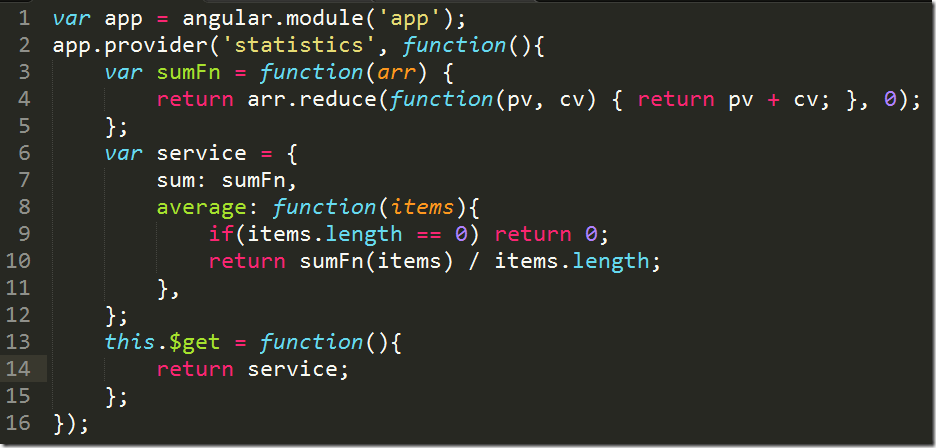 1 var app = angular.module('app');
2 app.provider('statistics', function(){
3     var sumFn = function(arr) {
4         return arr.reduce(function(pv, cv) { return pv + cv; }, 0);
5     };
6     var service = {
7         sum: sumFn,
8         average: function(items){
9             if(items.length == 0) return 0;
10             return sumFn(items) / items.length;
11         },
12     };
13     this.$get = function(){
14         return service;
15     };
16 });